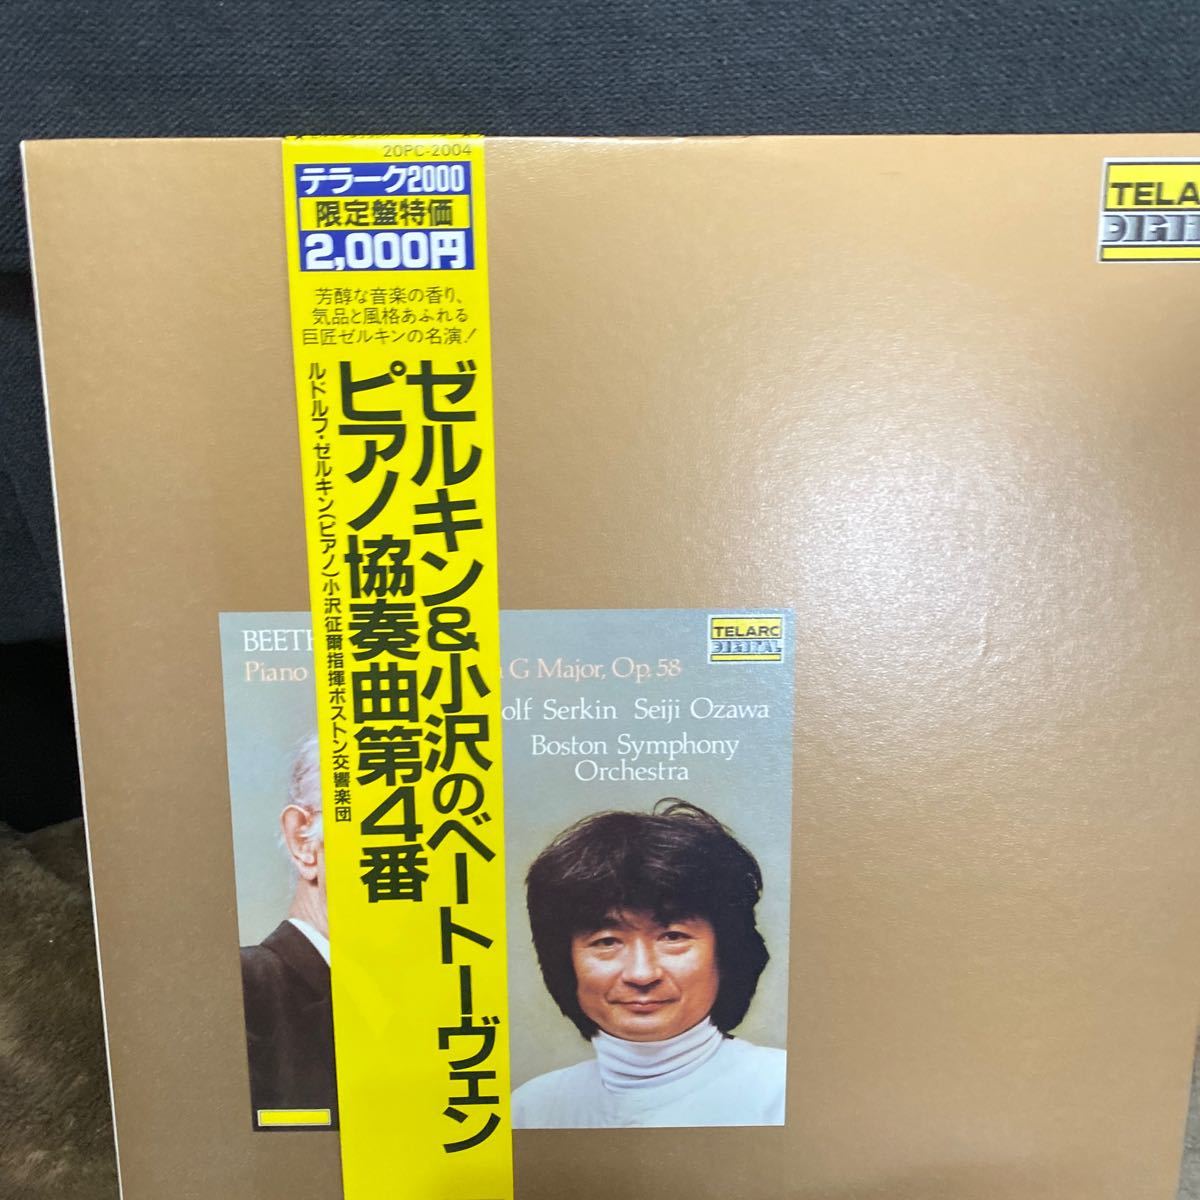 20PC-2004
テラーク2000
限定盤特価
2,000円
芳醇な音楽の香り、
気品と風格あふれる
巨匠ゼルキンの名演!
ゼルキン&小沢のベートーヴェン
ピアノ協奏曲第4番
ルドルフ・ゼルキン(ピアノ)小沢征爾指揮ボストン交響楽団
TELA
DIGI
BEETH
Piano G Major, Op. 58
olf Serkin Seiji Ozawa
Boston Symphony
Orchestra
TELARC
DIGITAL